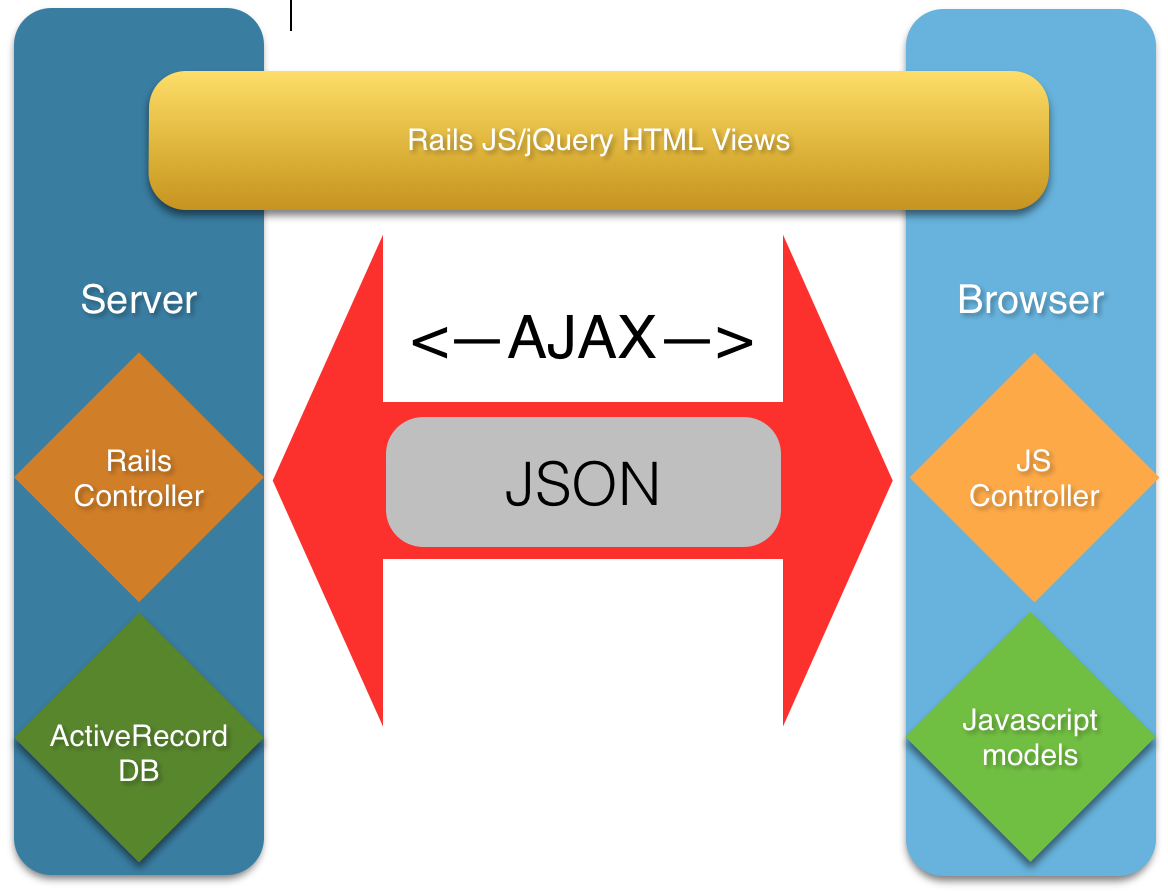 Rails JS/jQuery HTML Views
Server
Browser
<—AJAX—>
Rails
Controller
JSON
JS
Controller
ActiveRecord
DB
Javascript
models